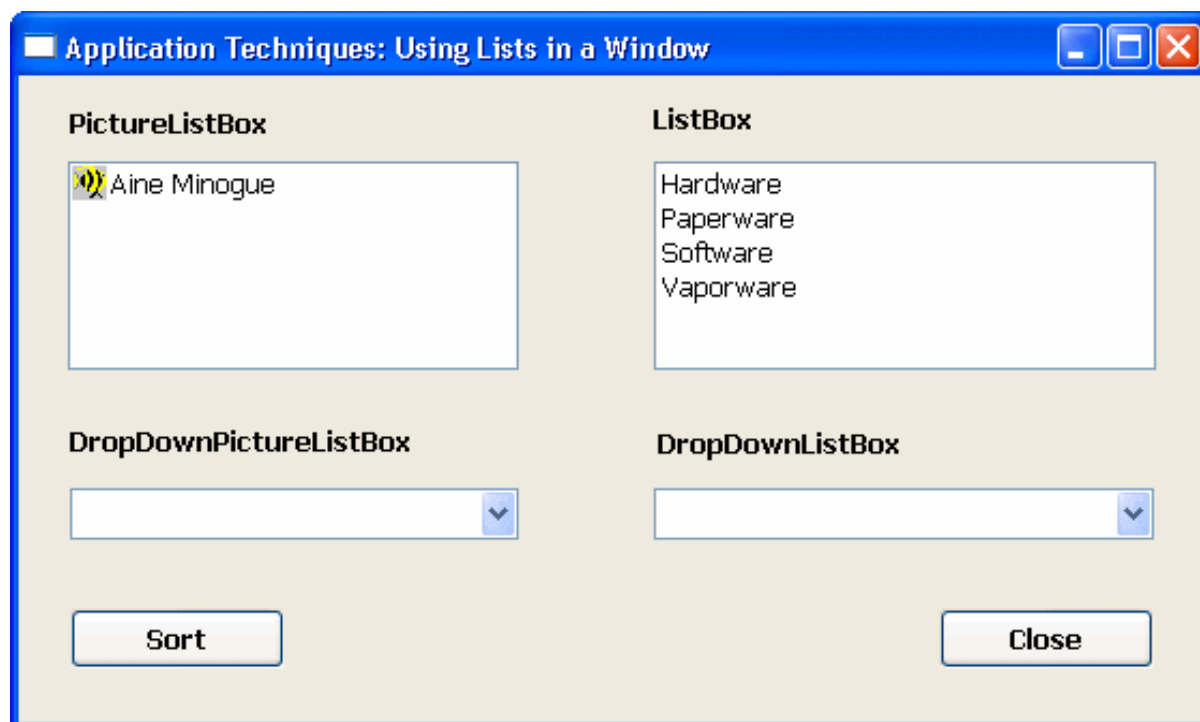 Application Techniques: Using Lists in a Window
PictureListBox
ListBox
Aine Minogue
Hardware
Paperware
Software
Vaporware
DropDownPictureListBox
DropDownListBox
Sort
Close